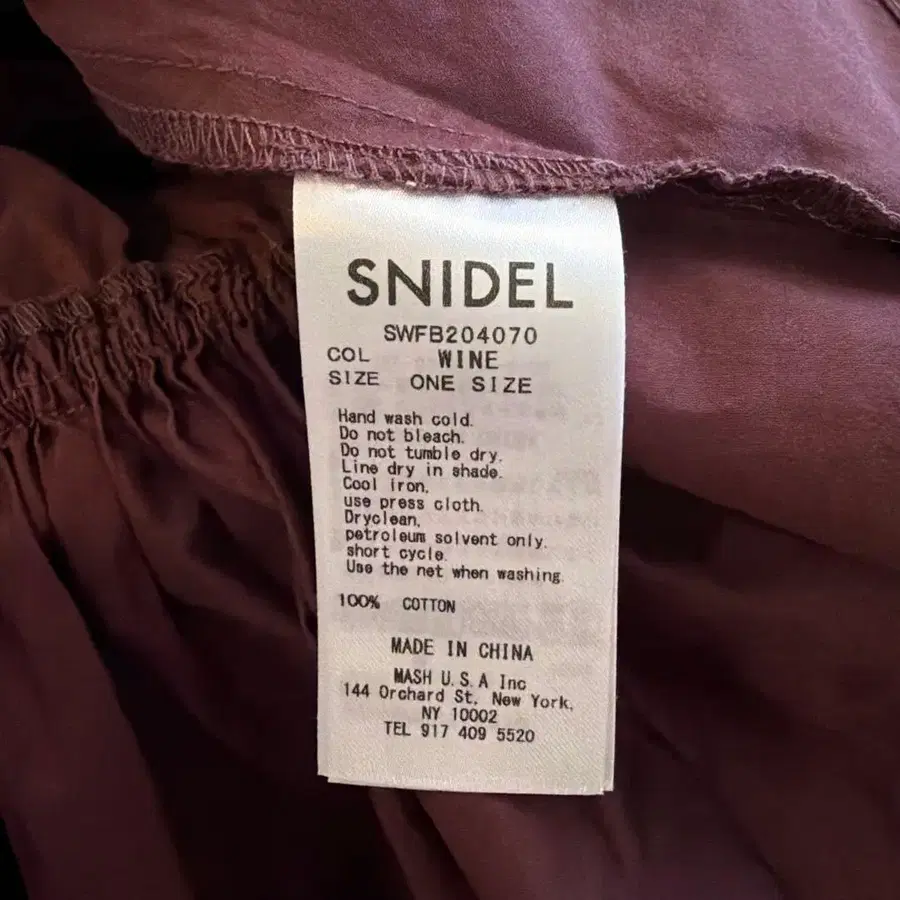 SNIDEL
SWFB204070
COL WINE
SIZE ONE SIZE
Hand wash cold.
Do not bleach.
Do not tumble dry.
Line dry in shade.
Cool iron,
use press cloth.
Dryclean,
petroleum solvent only.
short cycle.
Use the net when washing.
100% COTTON
MADE IN CHINA
MASH U.S.A Inc
144 Orchard St, New York,
NY 10002
TEL 917 409 5520